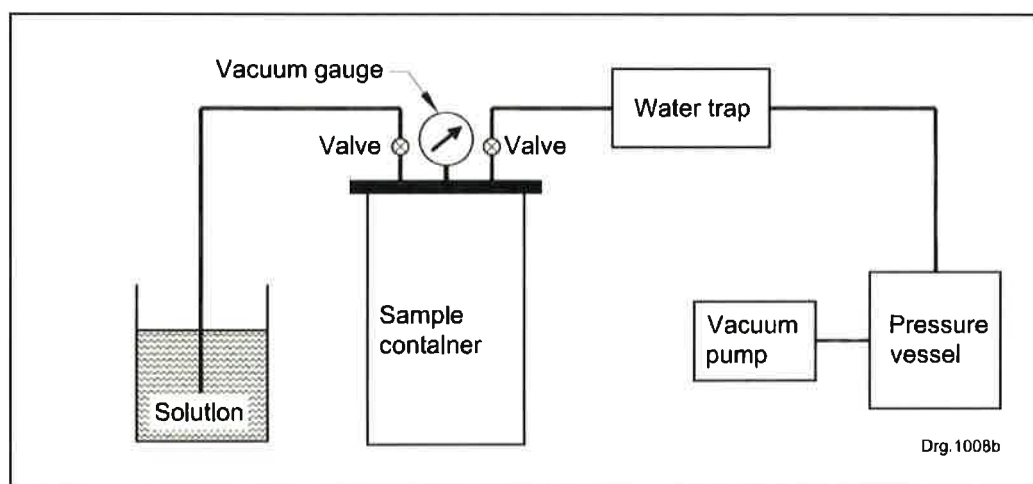 Vacuum gauge
Valve
Valve
Water trap
Sample
container
Solution
Vacuum
pump
Pressure
vessel
Drg.1008b